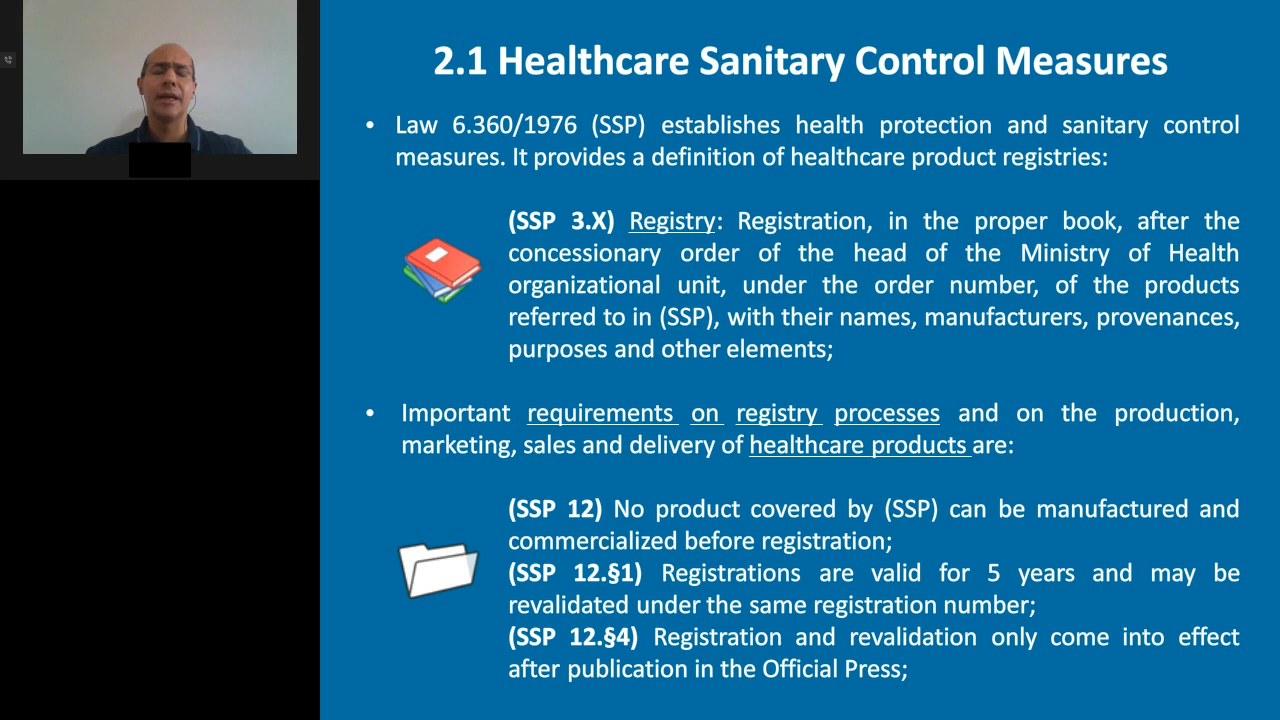 2.1 Healthcare Sanitary Control Measures
• Law 6.360/1976 (SSP) establishes health protection and sanitary control
measures. It provides a definition of healthcare product registries:
(SSP 3.X) Registry: Registration, in the proper book, after the
concessionary order of the head of the Ministry of Health
organizational unit, under the order number, of the products
referred to in (SSP), with their names, manufacturers, provenances,
purposes and other elements;
• Important requirements on registry processes and on the production,
marketing, sales and delivery of healthcare products are:
(SSP 12) No product covered by (SSP) can be manufactured and
commercialized before registration;
(SSP 12.§1) Registrations are valid for 5 years and may be
revalidated under the same registration number;
(SSP 12.§4) Registration and revalidation only come into effect
after publication in the Official Press;